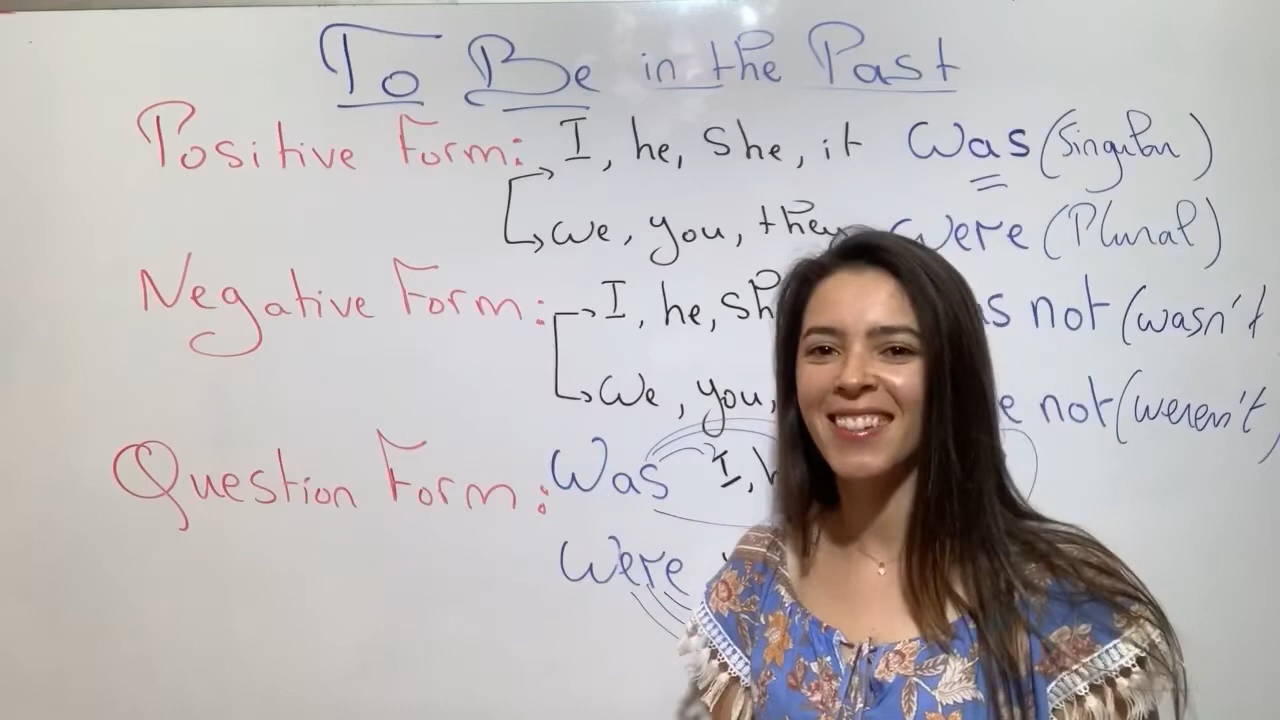 To Be in the Past
Positive Form: I, he, she, it Was (Singular)
We, you, they were (Plural)
Negative Form: I, he, not (wasn't
We, you, not (weren't,
Question Form: Was I,
Were